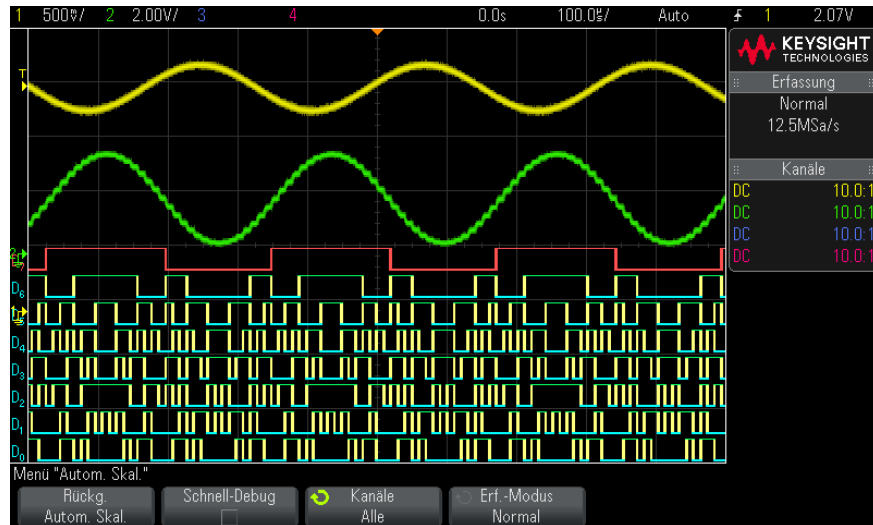 1 500㎷/ 2 2.00V/ 3 4 0.0s 100.0㎲/ Auto 1 2.07V
KEYSIGHT
TECHNOLOGIES
Erfassung
Normal
12.5MSa/s
Kanäle
DC 10.0:1
DC 10.0:1
DC 10.0:1
DC 10.0:1
T
D6
D4
D3
D2
D1
D0
Menü "Autom. Skal."
Rückg.
Autom. Skal.
Schnell-Debug
Kanäle
Alle
Erf.-Modus
Normal